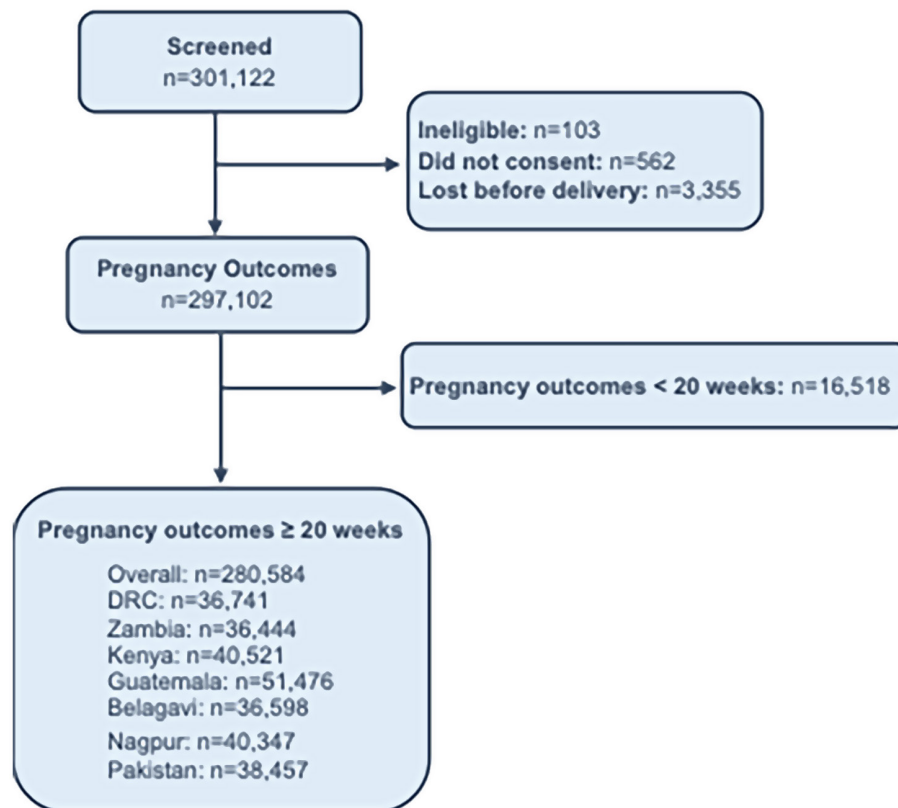 Screened
n=301,122
Ineligible: n=103
Did not consent: n=562
Lost before delivery: n=3,355
Pregnancy Outcomes
n=297,102
Pregnancy outcomes < 20 weeks: n=16,518
Pregnancy outcomes ≥ 20 weeks
Overall: n=280,584
DRC: n=36,741
Zambia: n=36,444
Kenya: n=40,521
Guatemala: n=51,476
Belagavi: n=36,598
Nagpur: n=40,347
Pakistan: n=38,457